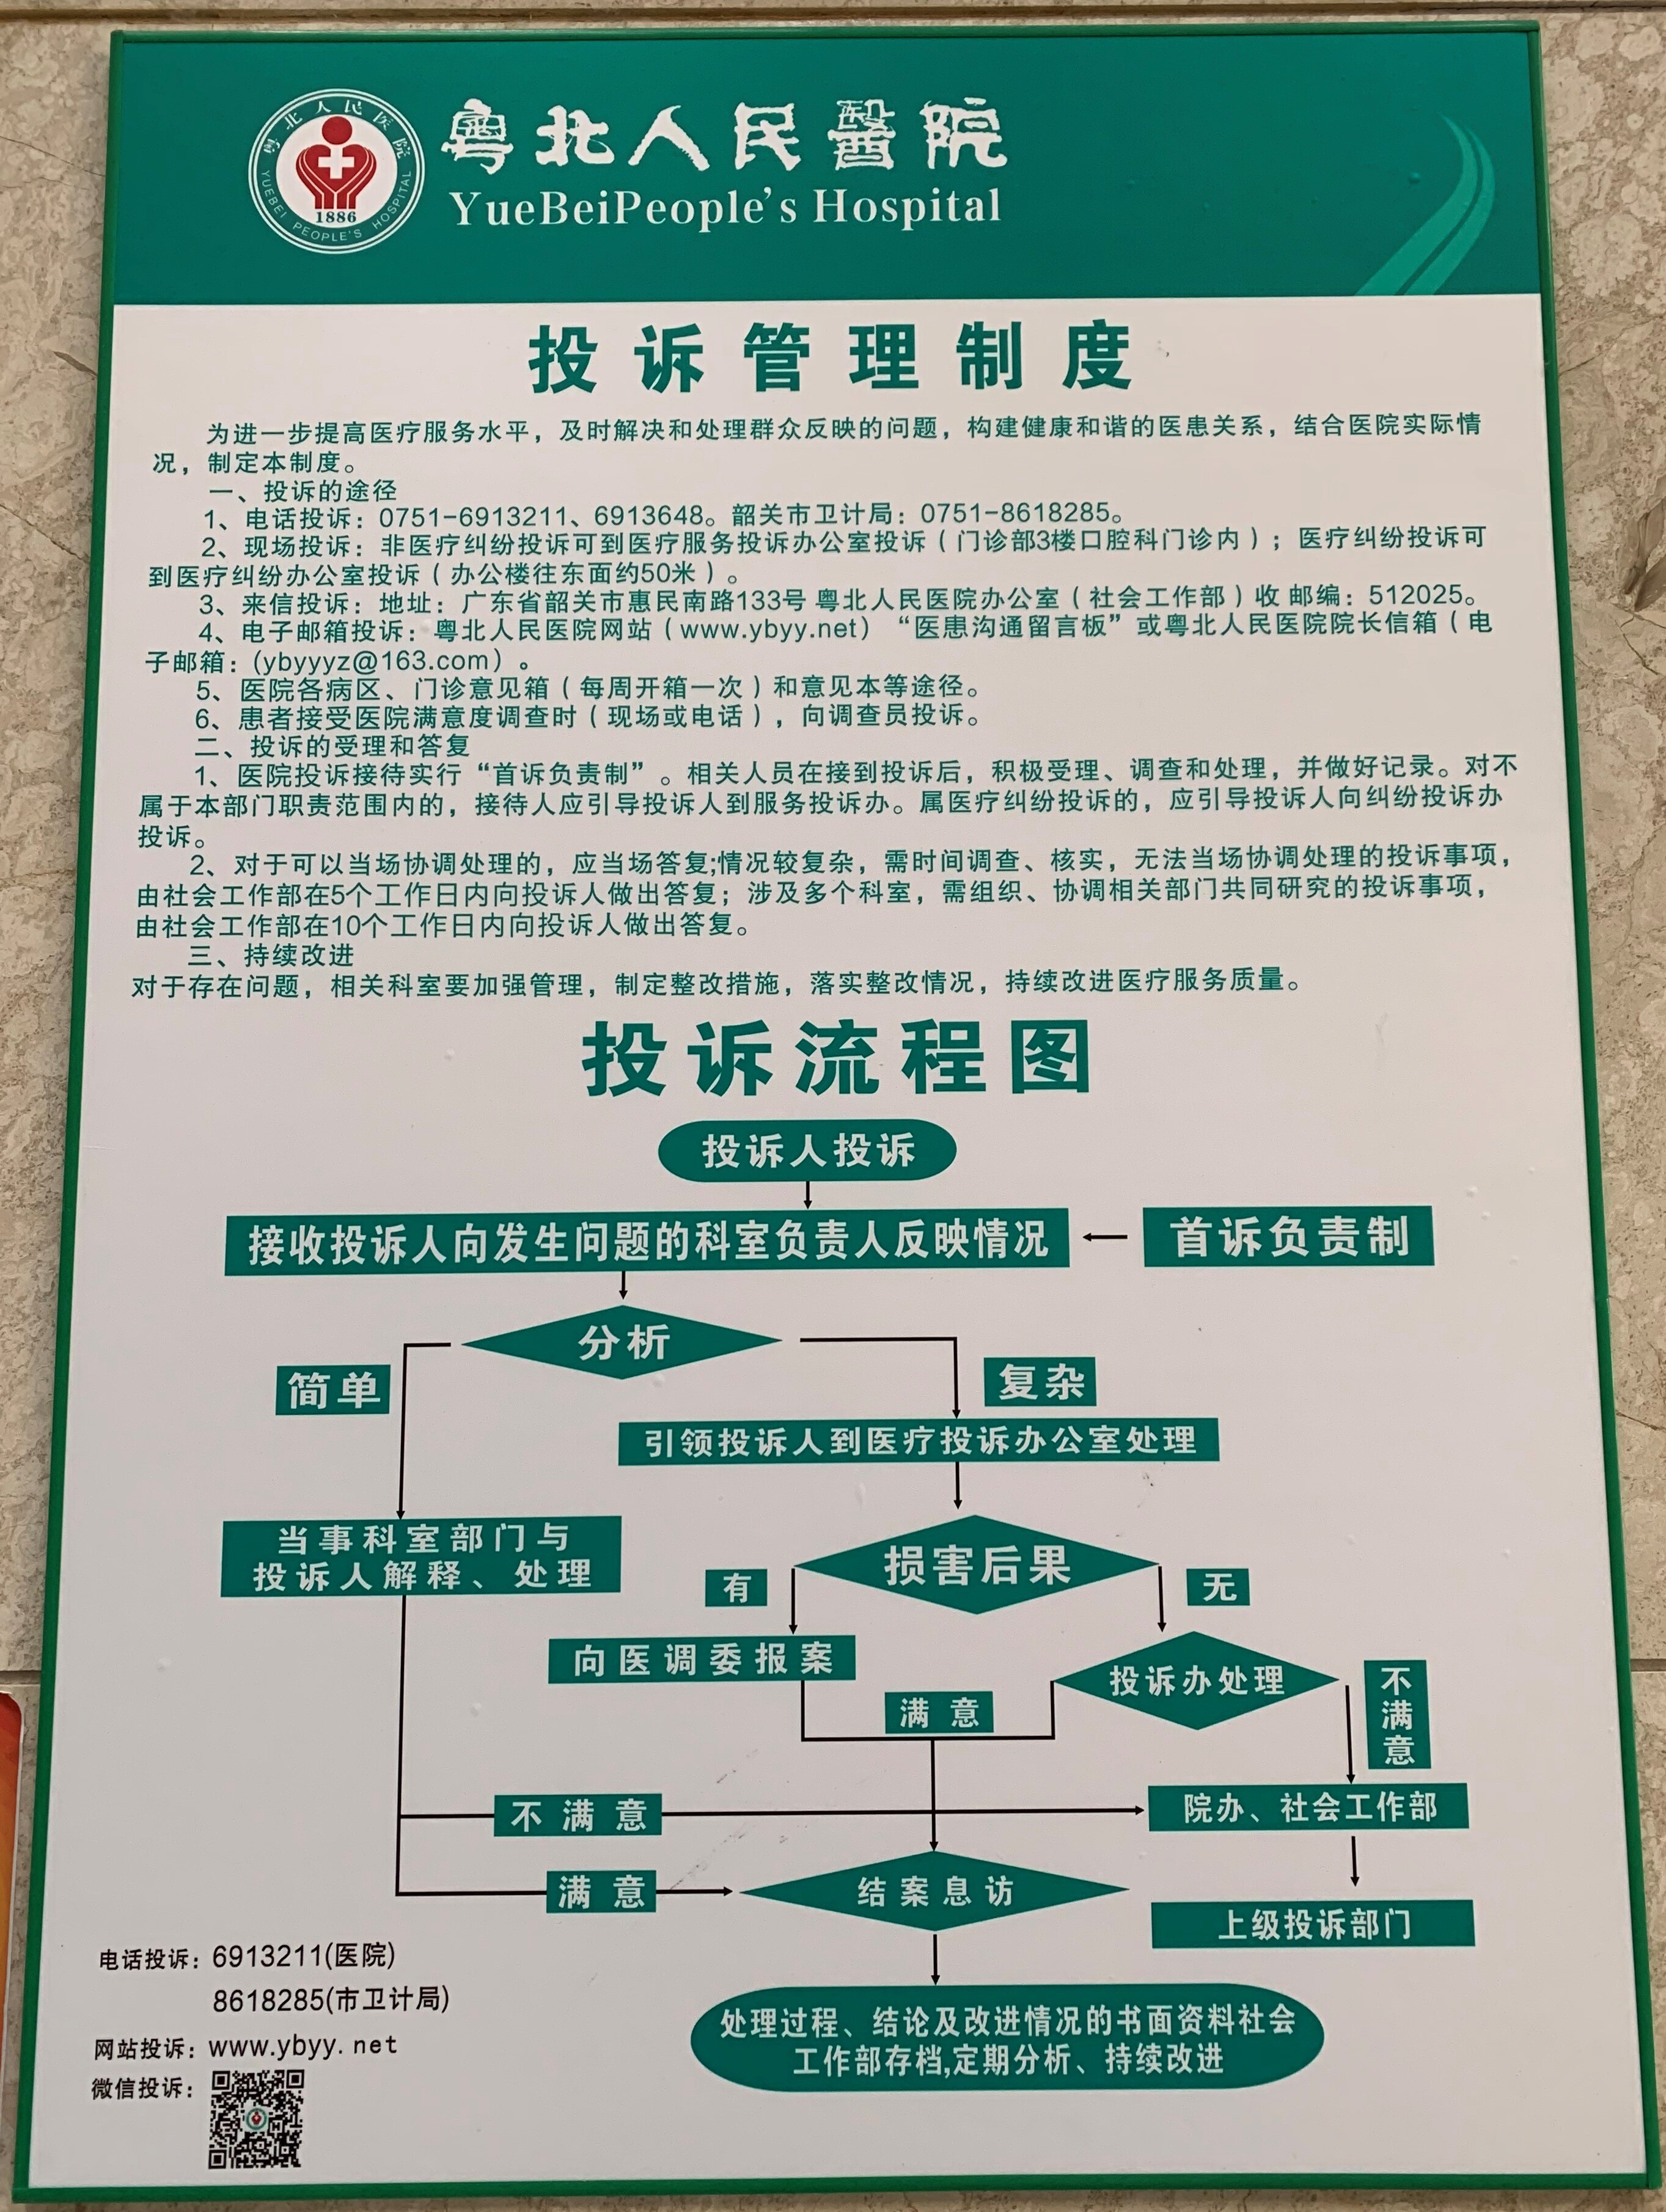 粤北人民医院
YUEBEI PEOPLE'S HOSPITAL
1886
粤北人民醫院
YueBeiPeople's Hospital
投诉管理制度
为进一步提高医疗服务水平，及时解决和处理群众反映的问题，构建健康和谐的医患关系，结合医院实际情
况，制定本制度。
一、投诉的途径
1、电话投诉：0751-6913211、6913648。韶关市卫计局：0751-8618285。
2、现场投诉：非医疗纠纷投诉可到医疗服务投诉办公室投诉（门诊部3楼口腔科门诊内）；医疗纠纷投诉可
到医疗纠纷办公室投诉（办公楼往东面约50米）。
3、来信投诉：地址：广东省韶关市惠民南路133号 粤北人民医院办公室（社会工作部）收 邮编：512025。
4、电子邮箱投诉：粤北人民医院网站（www.ybyy.net）“医患沟通留言板”或粤北人民医院院长信箱（电
子邮箱：(ybyyyz@163.com）。
5、医院各病区、门诊意见箱（每周开箱一次）和意见本等途径。
6、患者接受医院满意度调查时（现场或电话），向调查员投诉。
二、投诉的受理和答复
1、医院投诉接待实行“首诉负责制”。相关人员在接到投诉后，积极受理、调查和处理，并做好记录。对不
属于本部门职责范围内的，接待人应引导投诉人到服务投诉办。属医疗纠纷投诉的，应引导投诉人向纠纷投诉办
投诉。
2、对于可以当场协调处理的，应当场答复;情况较复杂，需时间调查、核实，无法当场协调处理的投诉事项，
由社会工作部在5个工作日内向投诉人做出答复；涉及多个科室，需组织、协调相关部门共同研究的投诉事项，
由社会工作部在10个工作日内向投诉人做出答复。
三、持续改进
对于存在问题，相关科室要加强管理，制定整改措施，落实整改情况，持续改进医疗服务质量。
投诉流程图
投诉人投诉
接收投诉人向发生问题的科室负责人反映情况
首诉负责制
分析
简单
复杂
引领投诉人到医疗投诉办公室处理
当事科室部门与
投诉人解释、处理
损害后果
有
无
向医调委报案
投诉办处理
不满意
满意
不满意
院办、社会工作部
满意
结案息访
上级投诉部门
处理过程、结论及改进情况的书面资料社会
工作部存档,定期分析、持续改进
电话投诉：6913211(医院)
8618285(市卫计局)
网站投诉：www.ybyy.net
微信投诉：